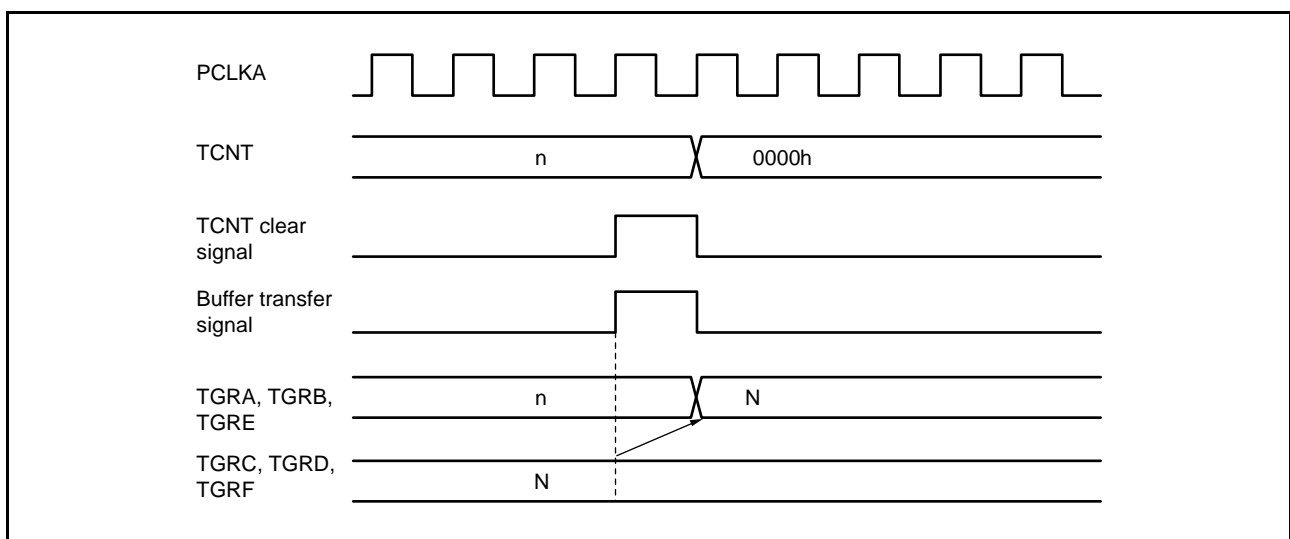 PCLKA
TCNT
n
0000h
TCNT clear
signal
Buffer transfer
signal
TGRA, TGRB,
TGRE
n
N
TGRC, TGRD,
TGRF
N